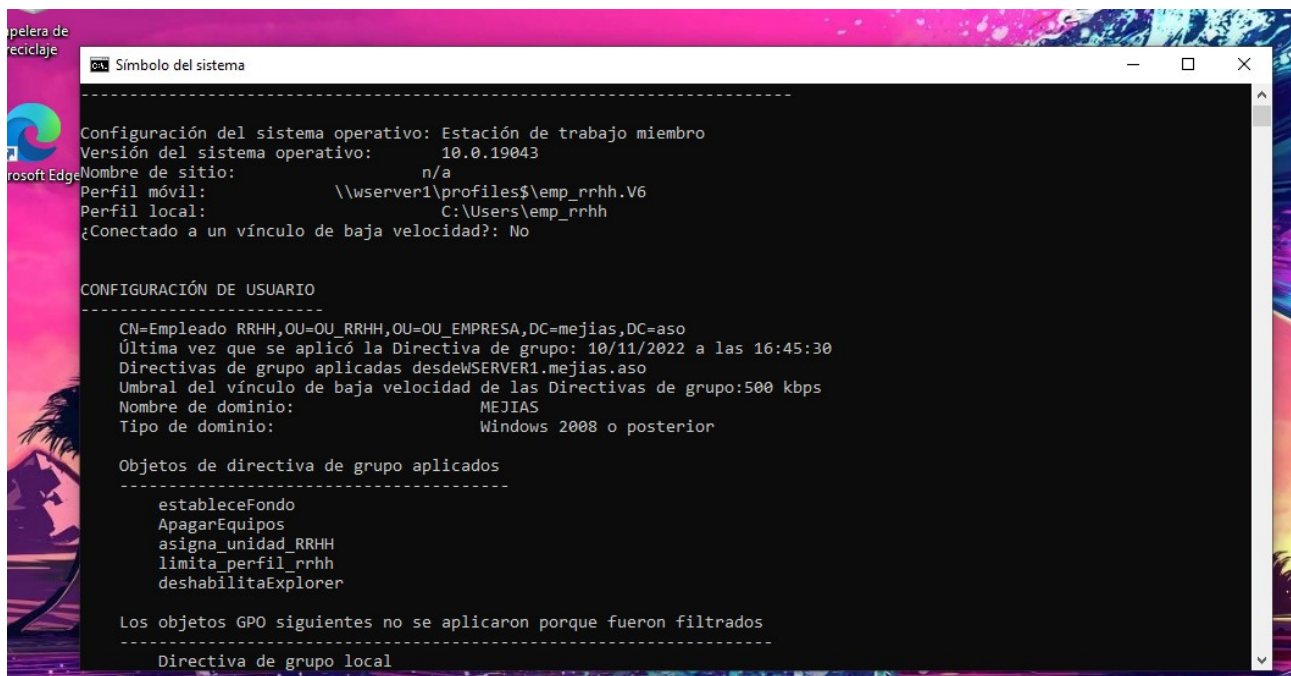 reciclaje
Símbolo del sistema
-------------------------------------------------------------------------
Configuración del sistema operativo: Estación de trabajo miembro
Versión del sistema operativo: 10.0.19043
Nombre de sitio: n/a
Perfil móvil: \\wserver1\profiles$\emp_rrhh.V6
Perfil local: C:\Users\emp_rrhh
¿Conectado a un vínculo de baja velocidad?: No
CONFIGURACIÓN DE USUARIO
-------------------------
CN=Empleado RRHH,OU=OU_RRHH,OU=OU_EMPRESA,DC=mejias,DC=aso
Última vez que se aplicó la Directiva de grupo: 10/11/2022 a las 16:45:30
Directivas de grupo aplicadas desdeWSERVER1.mejias.aso
Umbral del vínculo de baja velocidad de las Directivas de grupo:500 kbps
Nombre de dominio: MEJIAS
Tipo de dominio: Windows 2008 o posterior
Objetos de directiva de grupo aplicados
----------------------------------------
estableceFondo
ApagarEquipos
asigna_unidad_RRHH
limita_perfil_rrhh
deshabilitaExplorer
Los objetos GPO siguientes no se aplicaron porque fueron filtrados
-------------------------------------------------------------------
Directiva de grupo local
pelera de
rosoft Edge